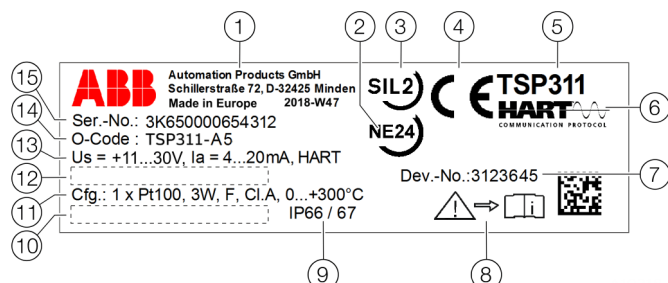 1
2
3
4
5
ABB
Automation Products GmbH
Schillerstraße 72, D-32425 Minden
Made in Europe 2018-W47
SIL2
CE
TSP311
HART
COMMUNICATION PROTOCOL
6
15
Ser.-No.: 3K650000654312
14
O-Code : TSP311-A5
NE24
13
Us = +11...30V, Ia = 4...20mA, HART
12
Dev.-No.:3123645
7
11
Cfg.: 1 x Pt100, 3W, F, Cl.A, 0...+300°C
i
10
IP66 / 67
9
8